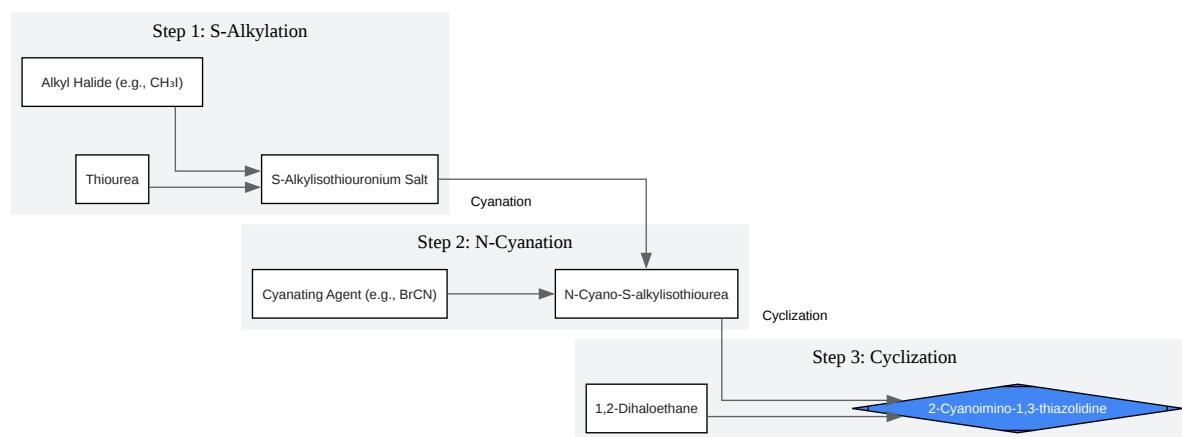 Step 1: S-Alkylation
Alkyl Halide (e.g., CH₃I)
Thiourea
S-Alkylisothiouronium Salt
Cyanation
Step 2: N-Cyanation
Cyanating Agent (e.g., BrCN)
N-Cyano-S-alkylisothiourea
Cyclization
Step 3: Cyclization
1,2-Dihaloethane
2-Cyanoimino-1,3-thiazolidine